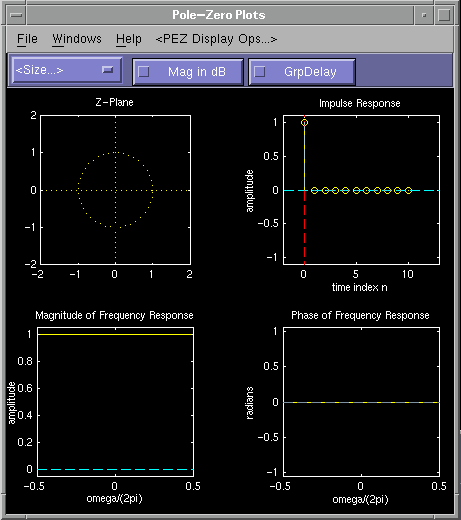 Pole-Zero Plots
File Windows Help <PEZ Display Ops...>
<Size...> Mag in dB GrpDelay
Z-Plane
2
1
0
-1
-2
-2 -1 0 1 2
Impulse Response
amplitude
1
0.5
0
-0.5
-1
0 5 10
time index n
Magnitude of Frequency Response
amplitude
1
0.8
0.6
0.4
0.2
0
-0.5 0 0.5
omega/(2pi)
Phase of Frequency Response
radians
1
0.5
0
-0.5
-1
-0.5 0 0.5
omega/(2pi)